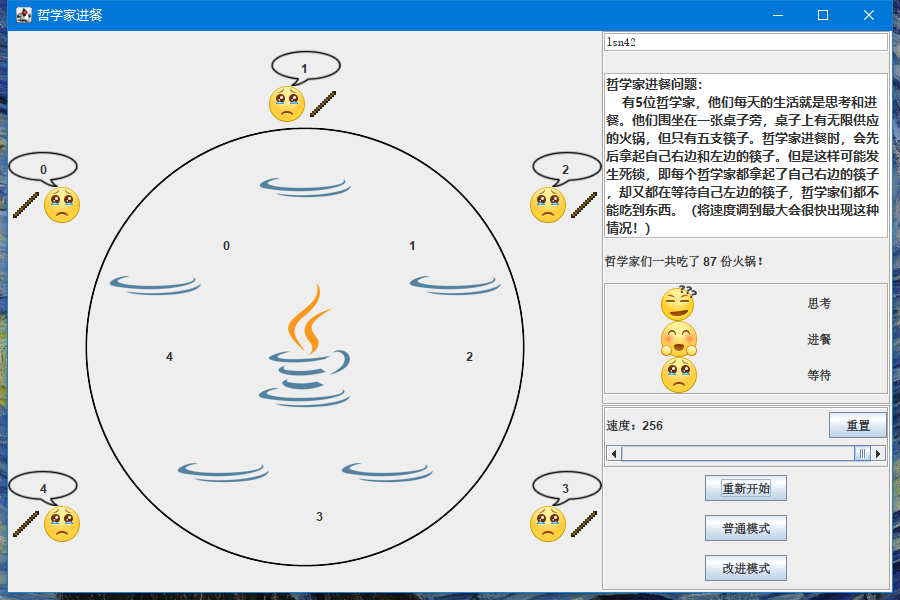 哲学家进餐
lsn42
1
哲学家进餐问题：
有5位哲学家，他们每天的生活就是思考和进
餐。他们围坐在一张桌子旁，桌子上有无限供应
的火锅，但只有五支筷子。哲学家进餐时，会先
后拿起自己右边和左边的筷子。但是这样可能发
生死锁，即每个哲学家都拿起了自己右边的筷子
，却又都在等待自己左边的筷子，哲学家们都不
能吃到东西。（将速度调到最大会很快出现这种
情况！）
0
2
0
1
哲学家们一共吃了 87 份火锅！
???
思考
进餐
等待
4
2
速度：256
重置
4
3
3
重新开始
普通模式
改进模式